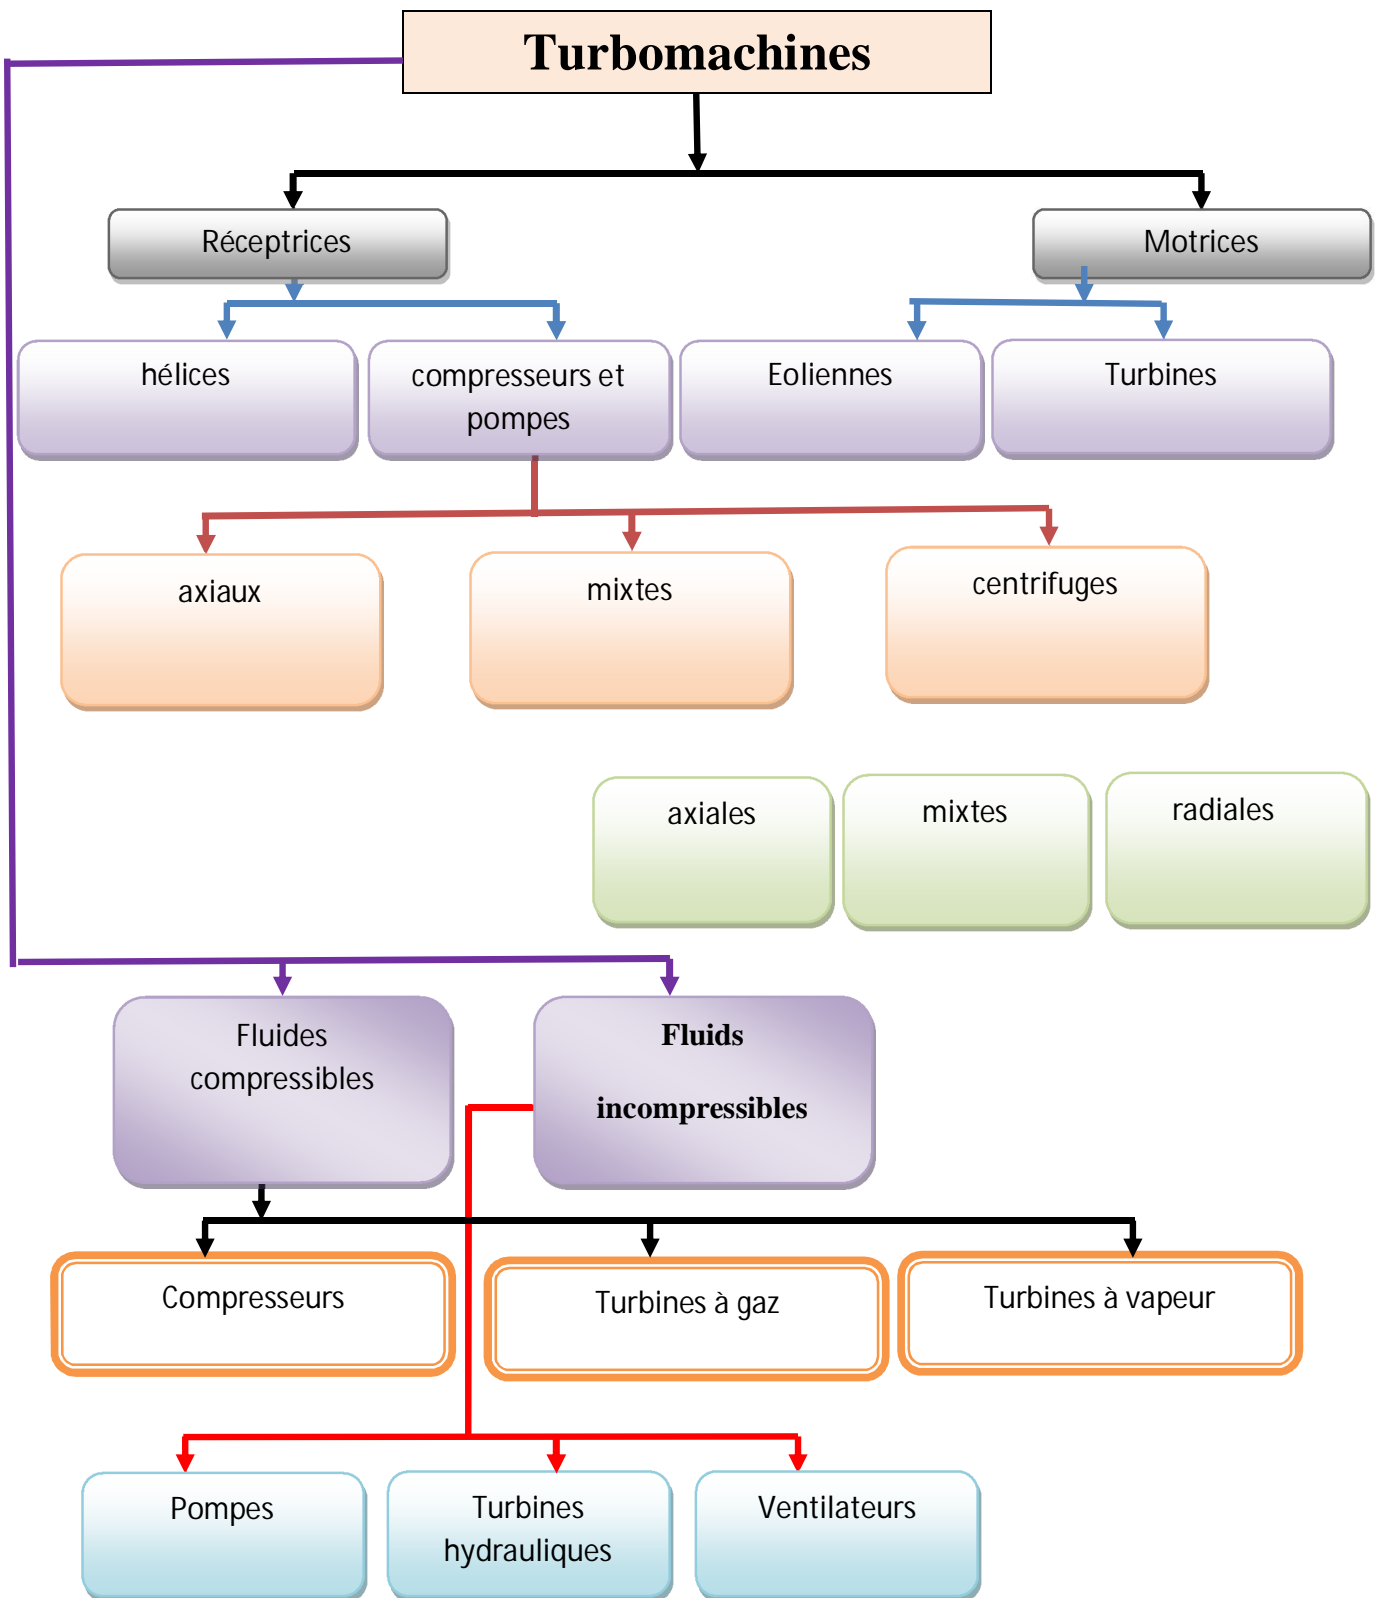 Turbomachines
Réceptrices
Motrices
hélices
compresseurs et
pompes
Eoliennes
Turbines
axiaux
mixtes
centrifuges
axiales
mixtes
radiales
Fluides
compressibles
Fluids
incompressibles
Compresseurs
Turbines à gaz
Turbines à vapeur
Pompes
Turbines
hydrauliques
Ventilateurs